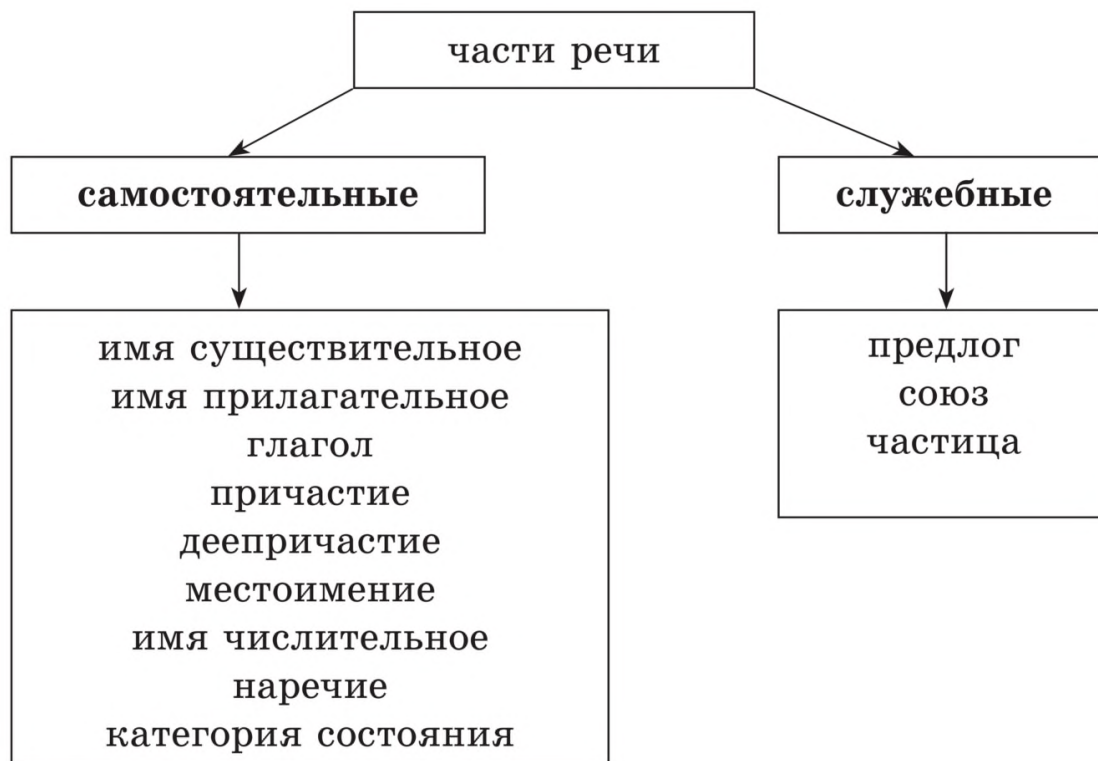 части речи
самостоятельные
служебные
имя существительное
имя прилагательное
глагол
причастие
деепричастие
местоимение
имя числительное
наречие
категория состояния
предлог
союз
частица